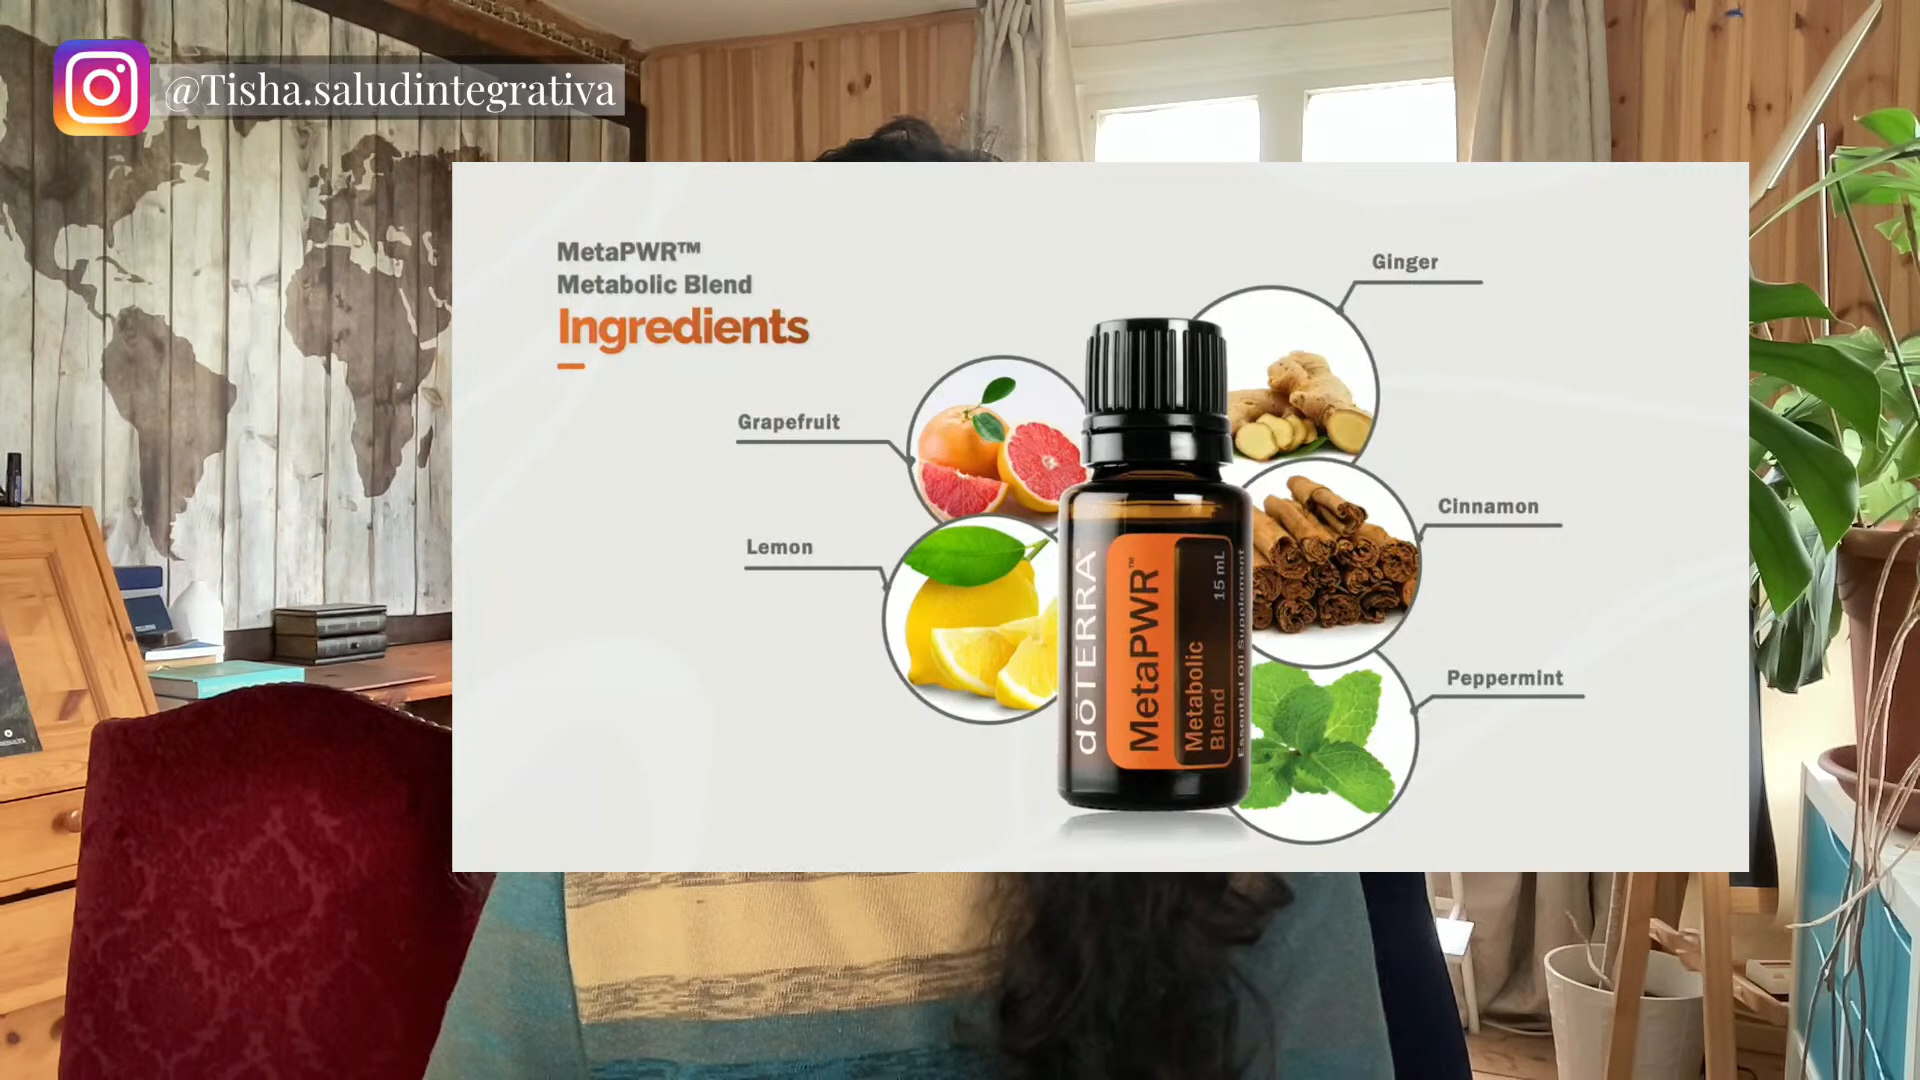 @Tisha.saludintegrativa
MetaPWR™
Metabolic Blend
Ingredients
Ginger
Grapefruit
Cinnamon
Lemon
Peppermint
dōTERRA®
MetaPWR™
Metabolic
Blend
15 mL
Essential Oil Supplement